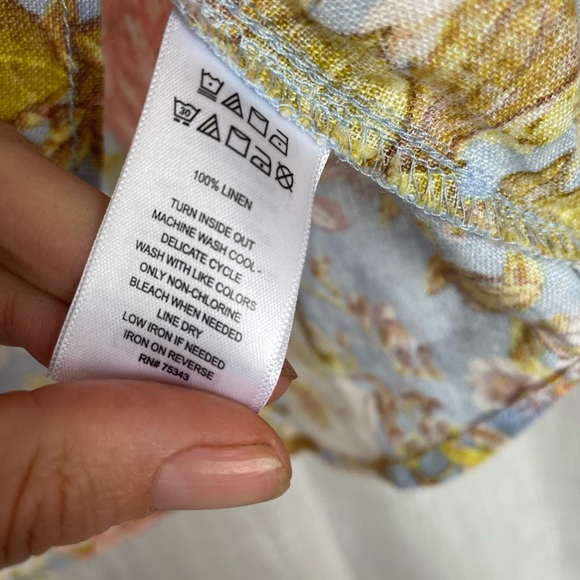 30
100% LINEN
TURN INSIDE OUT
MACHINE WASH COOL -
DELICATE CYCLE
WASH WITH LIKE COLORS
ONLY NON-CHLORINE
BLEACH WHEN NEEDED
LINE DRY
LOW IRON IF NEEDED
IRON ON REVERSE
RN# 75343